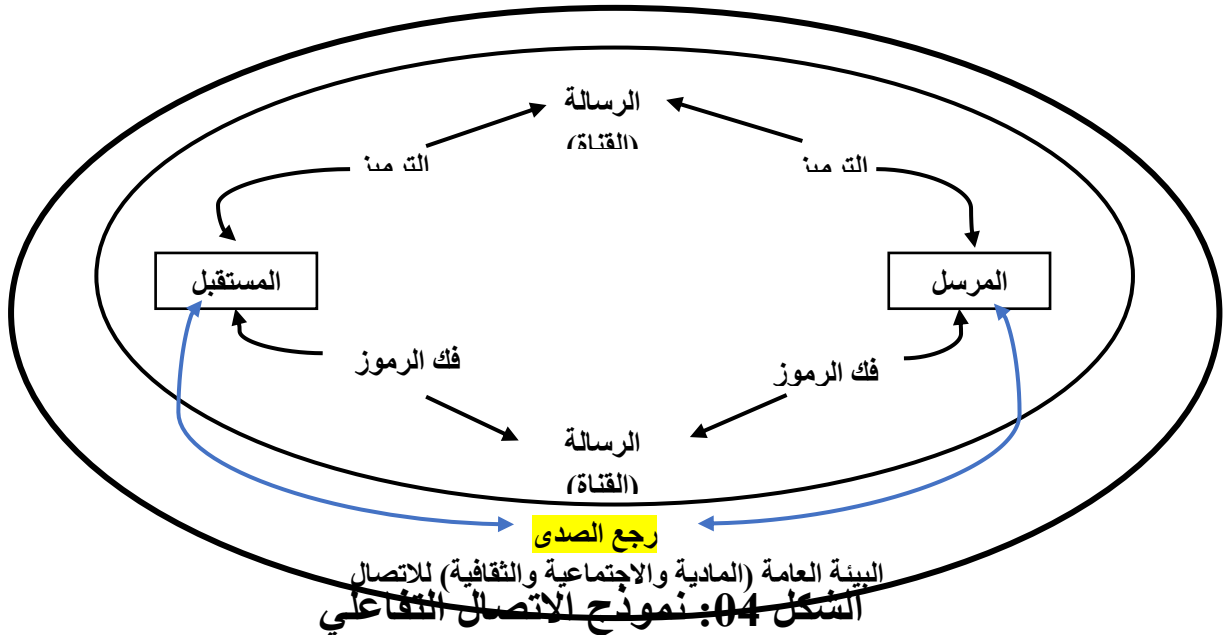 الرسالة
(القناة)
الترميز
الترميز
المرسل
المستقبل
فك الرموز
فك الرموز
الرسالة
(القناة)
رجع الصدى
البيئة العامة (المادية والاجتماعية والثقافية) للاتصال
الشكل 04: نموذج الاتصال التفاعلي